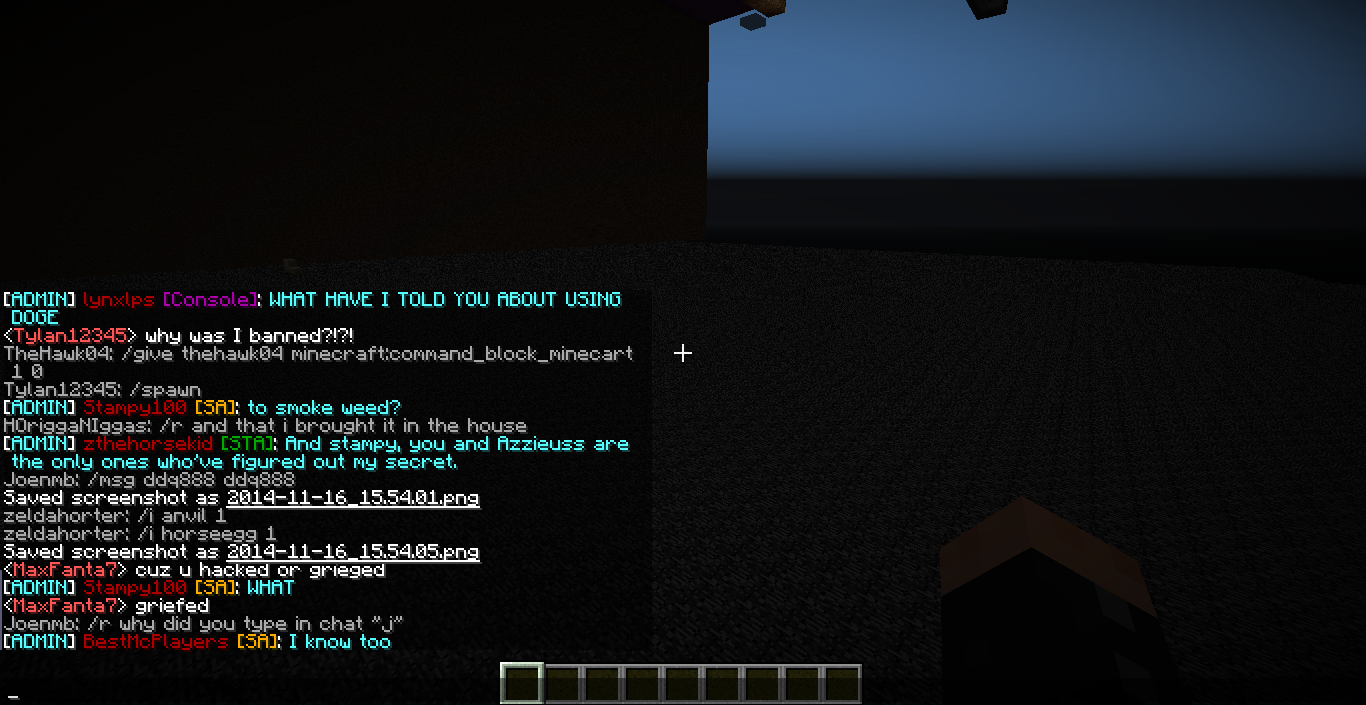 [ADMIN] lynxlps [Console]: WHAT HAVE I TOLD YOU ABOUT USING
DOGE
<Tylan12345> why was I banned?!?!
TheHawk04: /give thehawk04 minecraft:command_block_minecart
1 0
Tylan12345: /spawn
[ADMIN] Stampy100 [SA]: to smoke weed?
HOriggaNIggas: /r and that i brought it in the house
[ADMIN] zthehorsekid [STA]: And stampy, you and Azzieuss are
the only ones who've figured out my secret.
Joenmb: /msg ddq888 ddq888
Saved screenshot as 2014-11-16_15.54.01.png
zeldahorter: /i anvil 1
zeldahorter: /i horseegg 1
Saved screenshot as 2014-11-16_15.54.05.png
<MaxFanta7> cuz u hacked or grieged
[ADMIN] Stampy100 [SA]: WHAT
<MaxFanta7> griefed
Joenmb: /r why did you type in chat "j"
[ADMIN] BestMcPlayers [SA]: I know too
_